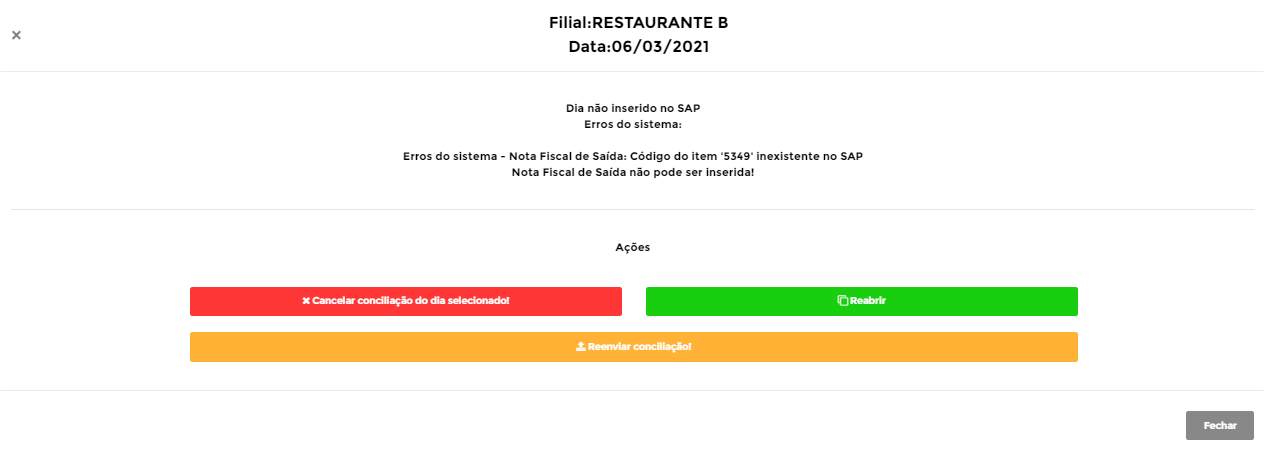 Filial:RESTAURANTE B
Data:06/03/2021
Dia não inserido no SAP
Erros do sistema:
Erros do sistema - Nota Fiscal de Saída: Código do item '5349' inexistente no SAP
Nota Fiscal de Saída não pode ser inserida!
Ações
Cancelar conciliação do dia selecionado!
Reabrir
Reenviar conciliação!
Fechar